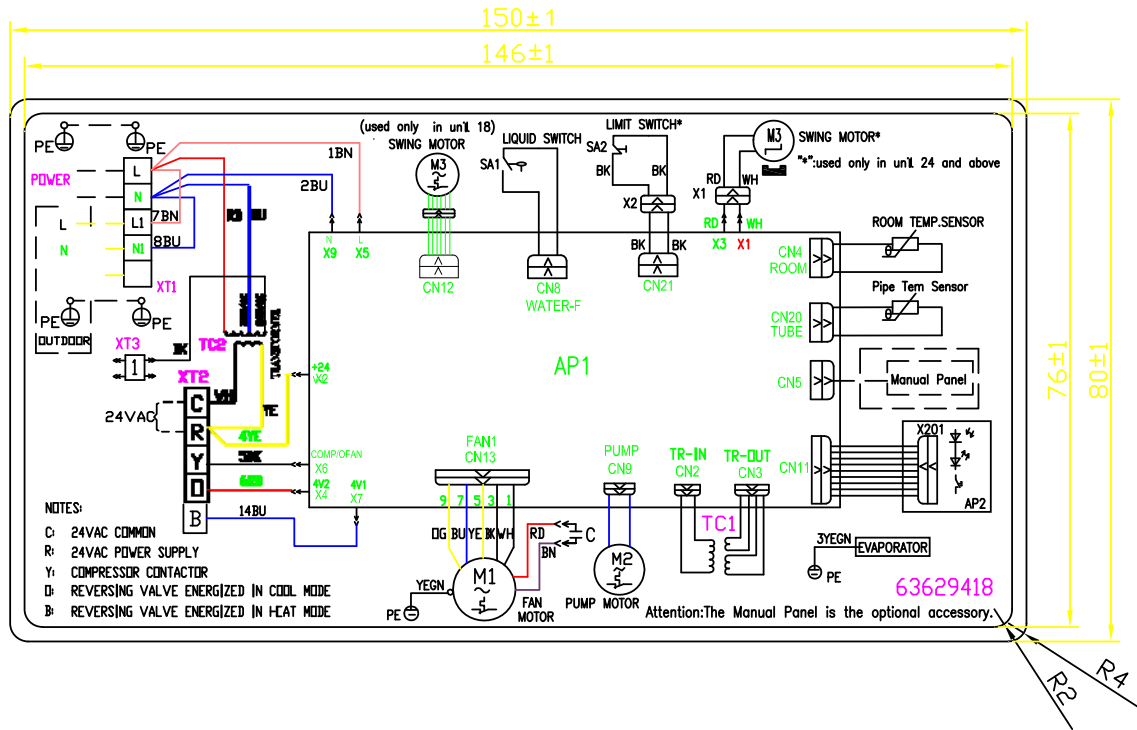 150±1
146±1
(used only in unit 18)
SWING MOTOR
LIQUID SWITCH
LIMIT SWITCH*
SWING MOTOR*
"*":used only in unit 24 and above
PE
PE
POWER
L
N
L1
N1
XT1
L
N
1BN
2BU
7BN
8BU
RD
BU
N
X9
L
X5
M3
~
SA1
SA2
BK
BK
X2
BK
BK
M3
RD
WH
X1
RD
WH
X3
X1
CN12
CN8
WATER-F
CN21
CN4
ROOM
ROOM TEMP.SENSOR
CN20
TUBE
Pipe Tem Sensor
CN5
Manual Panel
AP1
PE
PE
OUTDOOR
XT3
1
TC2
XT2
24VAC
C
R
Y
O
B
WH
YE
4YE
5BK
6RD
14BU
+24
X2
COMP/OFAN
X6
4V2
X4
4V1
X7
FAN1
CN13
9 7 5 3 1
OG BU YE BK WH
RD
BN
C
YEGN
PE
M1
~
FAN
MOTOR
PUMP
CN9
M2
~
PUMP MOTOR
TR-IN
CN2
TR-OUT
CN3
TC1
CN11
X201
AP2
3YEGN
EVAPORATOR
PE
63629418
Attention:The Manual Panel is the optional accessory.
NOTES:
C: 24VAC COMMON
R: 24VAC POWER SUPPLY
Y: COMPRESSOR CONTACTOR
O: REVERSING VALVE ENERGIZED IN COOL MODE
B: REVERSING VALVE ENERGIZED IN HEAT MODE
76±1
80±1
R2
R4